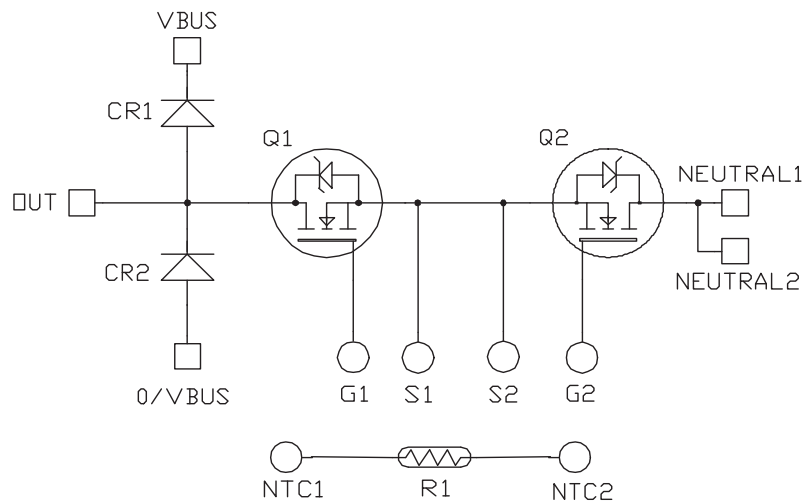 VBUS
CR1
Q1
Q2
OUT
NEUTRAL1
CR2
NEUTRAL2
0/VBUS
G1
S1
S2
G2
NTC1
R1
NTC2